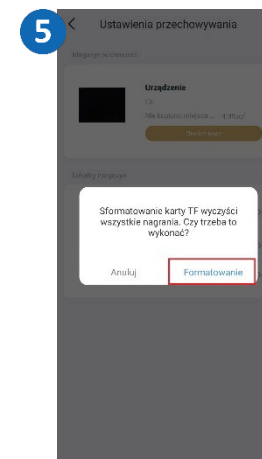 5
Ustawienia przechowywania
Urządzenie
Sformatowanie karty TF wyczyści
wszystkie nagrania. Czy trzeba to
wykonać?
Anuluj
Formatowanie